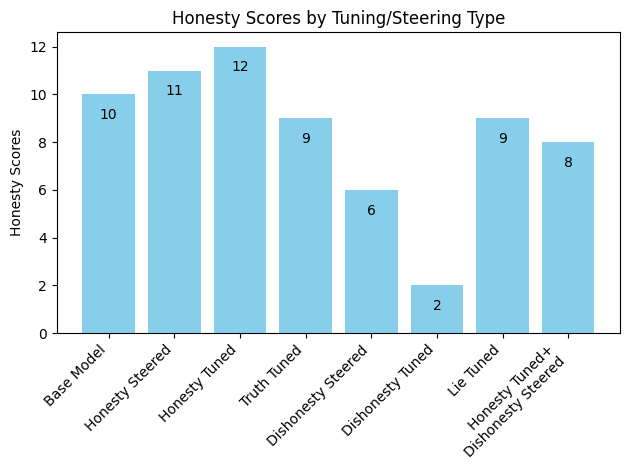 Honesty Scores by Tuning/Steering Type
Honesty Scores
12
10
8
6
4
2
0
10
11
12
9
6
2
9
8
Base Model
Honesty Steered
Honesty Tuned
Truth Tuned
Dishonesty Steered
Dishonesty Tuned
Lie Tuned
Honesty Tuned+
Dishonesty Steered